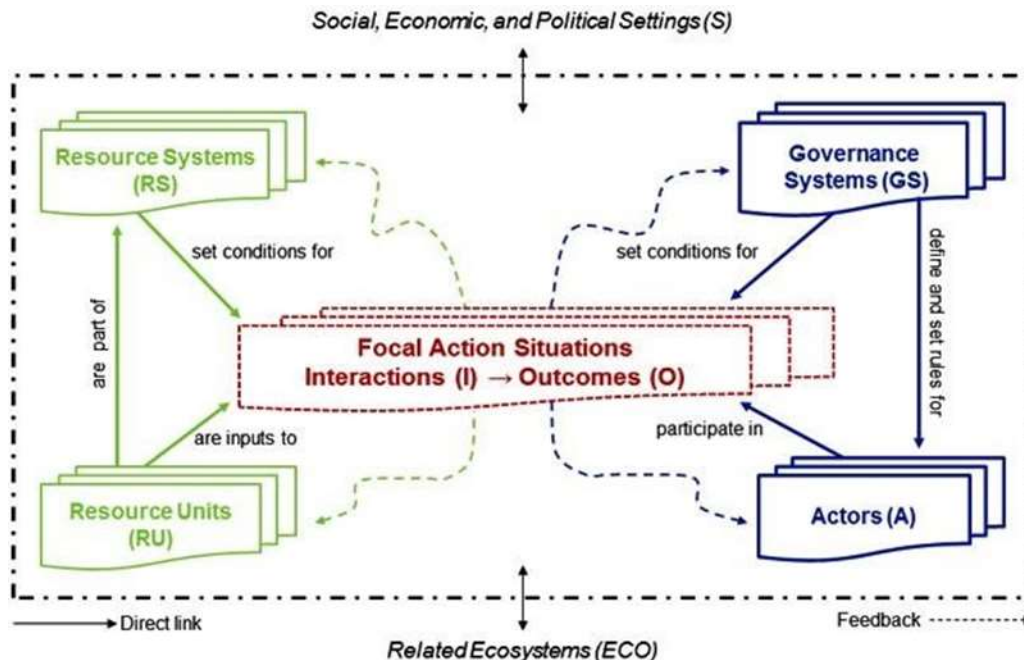 Social, Economic, and Political Settings (S)
Resource Systems
(RS)
Governance
Systems (GS)
set conditions for
set conditions for
are part of
define and set rules for
Focal Action Situations
Interactions (I) → Outcomes (O)
are inputs to
participate in
Resource Units
(RU)
Actors (A)
Direct link
Feedback
Related Ecosystems (ECO)